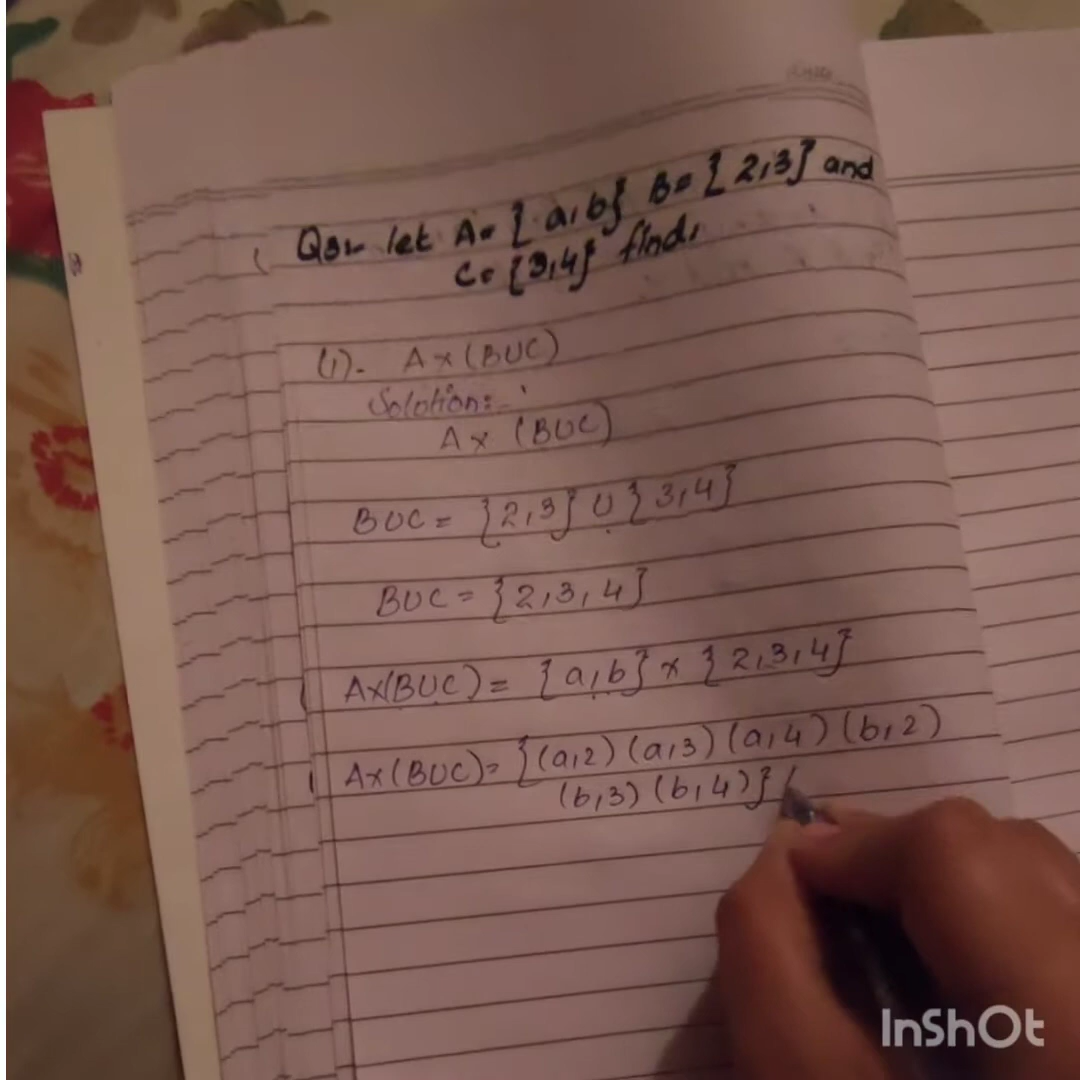 Q3:- let A= {a,b} B= {2,3} and
C= {3,4} find,
(1). A×(BUC)
Solution:-
A× (BUC)
BUC = {2,3} U {3,4}
BUC = {2,3,4}
A×(BUC) = {a,b} × {2,3,4}
A×(BUC)= {(a,2) (a,3) (a,4) (b,2)
(b,3) (b,4)}
InShOt